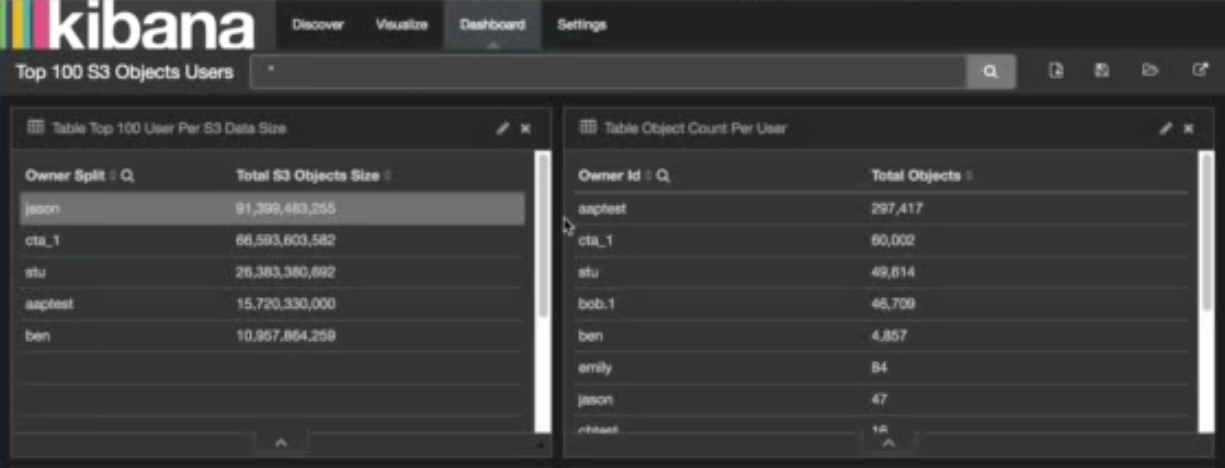 kibana
Discover Visualize Dashboard Settings
Top 100 S3 Objects Users *
Table Top 100 User Per S3 Data Size
Owner Split Total S3 Objects Size
jason 91,399,483,255
cta_1 66,593,603,582
stu 26,383,380,692
aaptest 15,720,330,000
ben 10,957,864,259
Table Object Count Per User
Owner Id Total Objects
aaptest 297,417
cta_1 60,002
stu 49,614
bob.1 46,709
ben 4,857
emily 84
jason 47
16